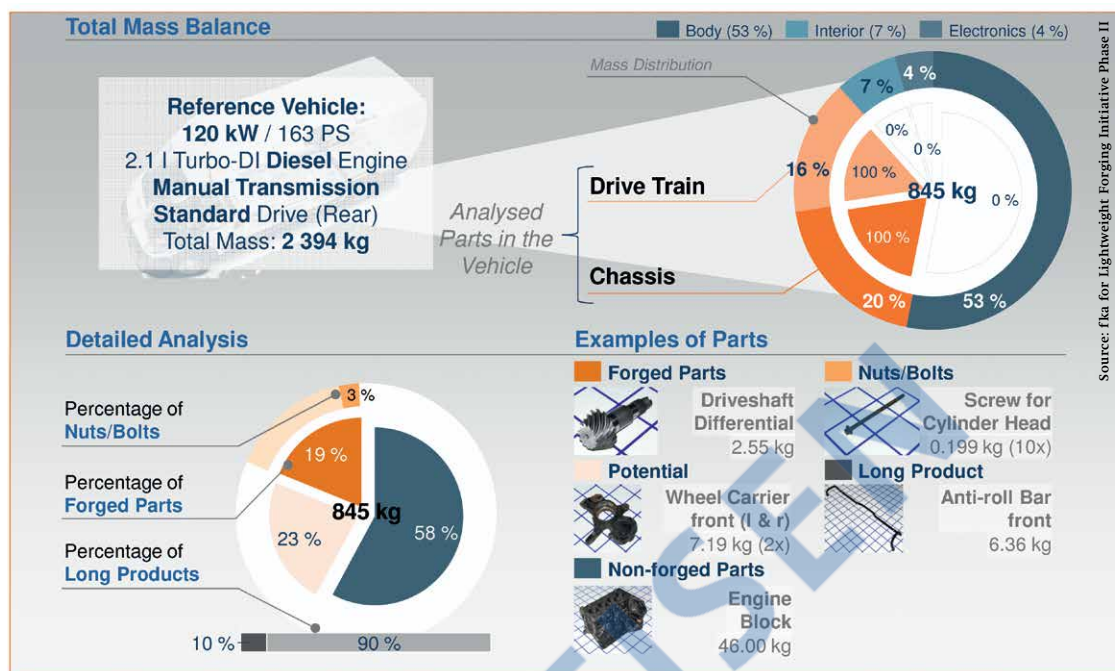 Total Mass Balance
Body (53 %)
Interior (7 %)
Electronics (4 %)
Mass Distribution
Reference Vehicle:
120 kW / 163 PS
2.1 l Turbo-DI Diesel Engine
Manual Transmission
Standard Drive (Rear)
Total Mass: 2 394 kg
Analysed
Parts in the
Vehicle
Drive Train
Chassis
4 %
7 %
16 %
20 %
53 %
0%
0 %
100 %
845 kg
0 %
100 %
Source: fka for Lightweight Forging Initiative Phase II
Detailed Analysis
Percentage of
Nuts/Bolts
Percentage of
Forged Parts
Percentage of
Long Products
3 %
19 %
845 kg
23 %
58 %
10 %
90 %
Examples of Parts
Forged Parts
Driveshaft
Differential
2.55 kg
Nuts/Bolts
Screw for
Cylinder Head
0.199 kg (10x)
Potential
Wheel Carrier
front (l & r)
7.19 kg (2x)
Long Product
Anti-roll Bar
front
6.36 kg
Non-forged Parts
Engine
Block
46.00 kg